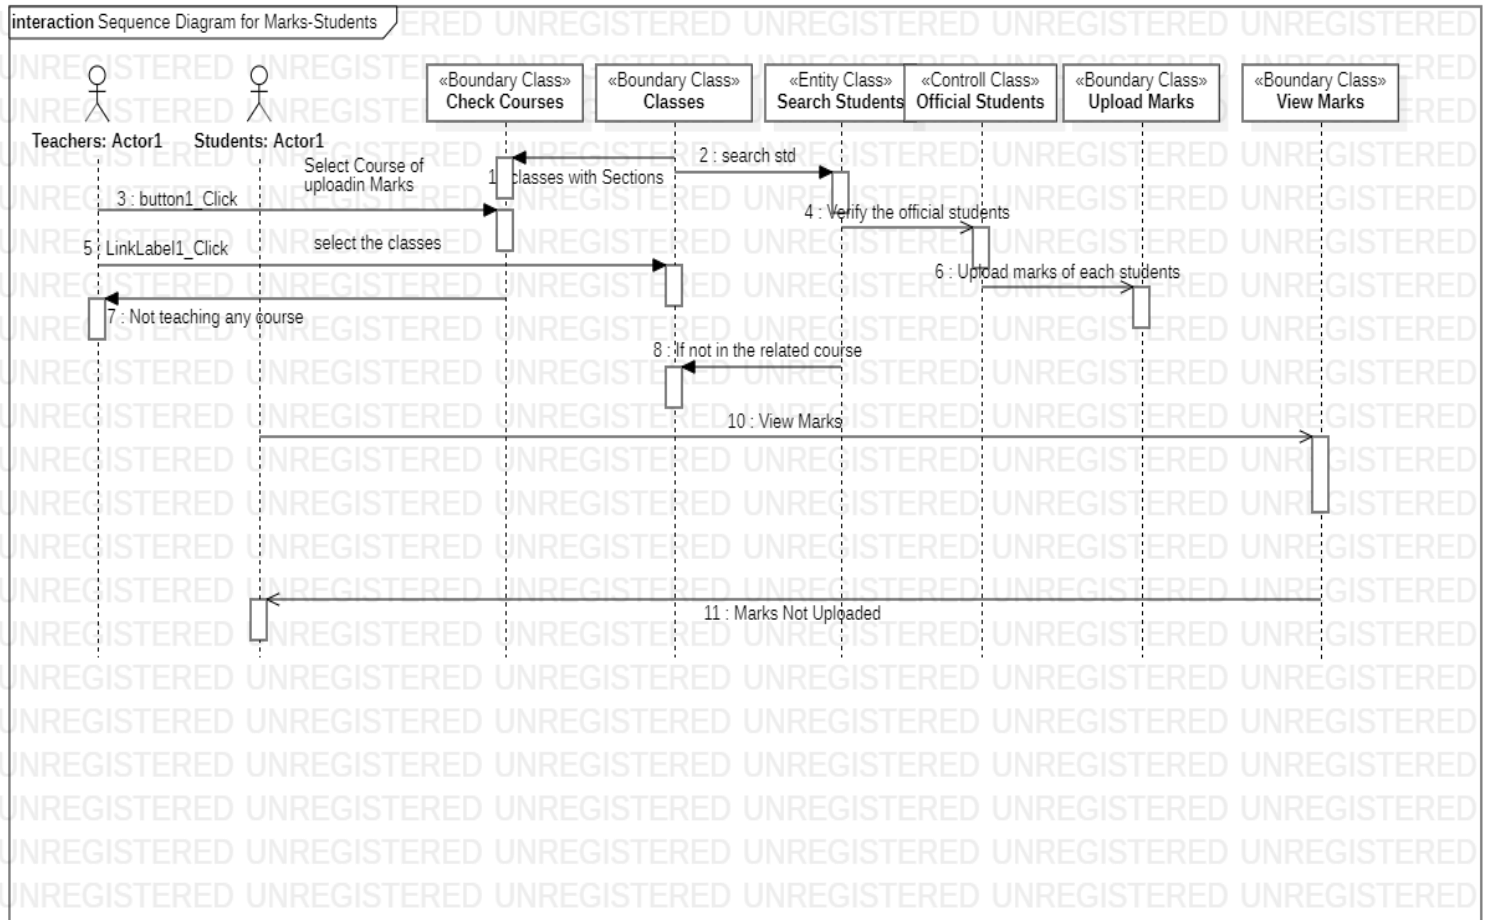 interaction Sequence Diagram for Marks-Students
«Boundary Class»
Check Courses
«Boundary Class»
Classes
«Entity Class»
Search Students
«Controll Class»
Official Students
«Boundary Class»
Upload Marks
«Boundary Class»
View Marks
Teachers: Actor1
Students: Actor1
Select Course of
uploadin Marks
1 classes with Sections
2 : search std
3 : button1_Click
4 : Verify the official students
select the classes
5 : LinkLabel1_Click
6 : Upload marks of each students
7 : Not teaching any course
8 : If not in the related course
10 : View Marks
11 : Marks Not Uploaded
UNREGISTERED